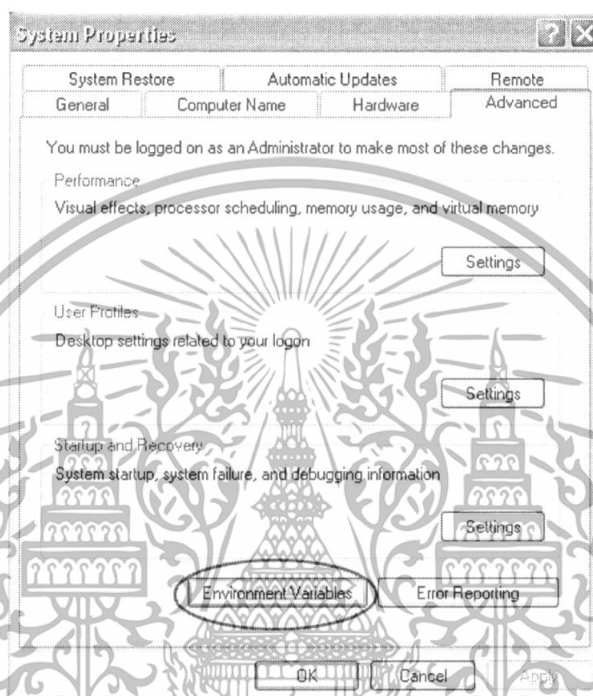 System Properties
System Restore Automatic Updates Remote
General Computer Name Hardware Advanced
You must be logged on as an Administrator to make most of these changes.
Performance
Visual effects, processor scheduling, memory usage, and virtual memory
Settings
User Profiles
Desktop settings related to your logon
Settings
Startup and Recovery
System startup, system failure, and debugging information
Settings
Environment Variables Error Reporting
OK Cancel Apply